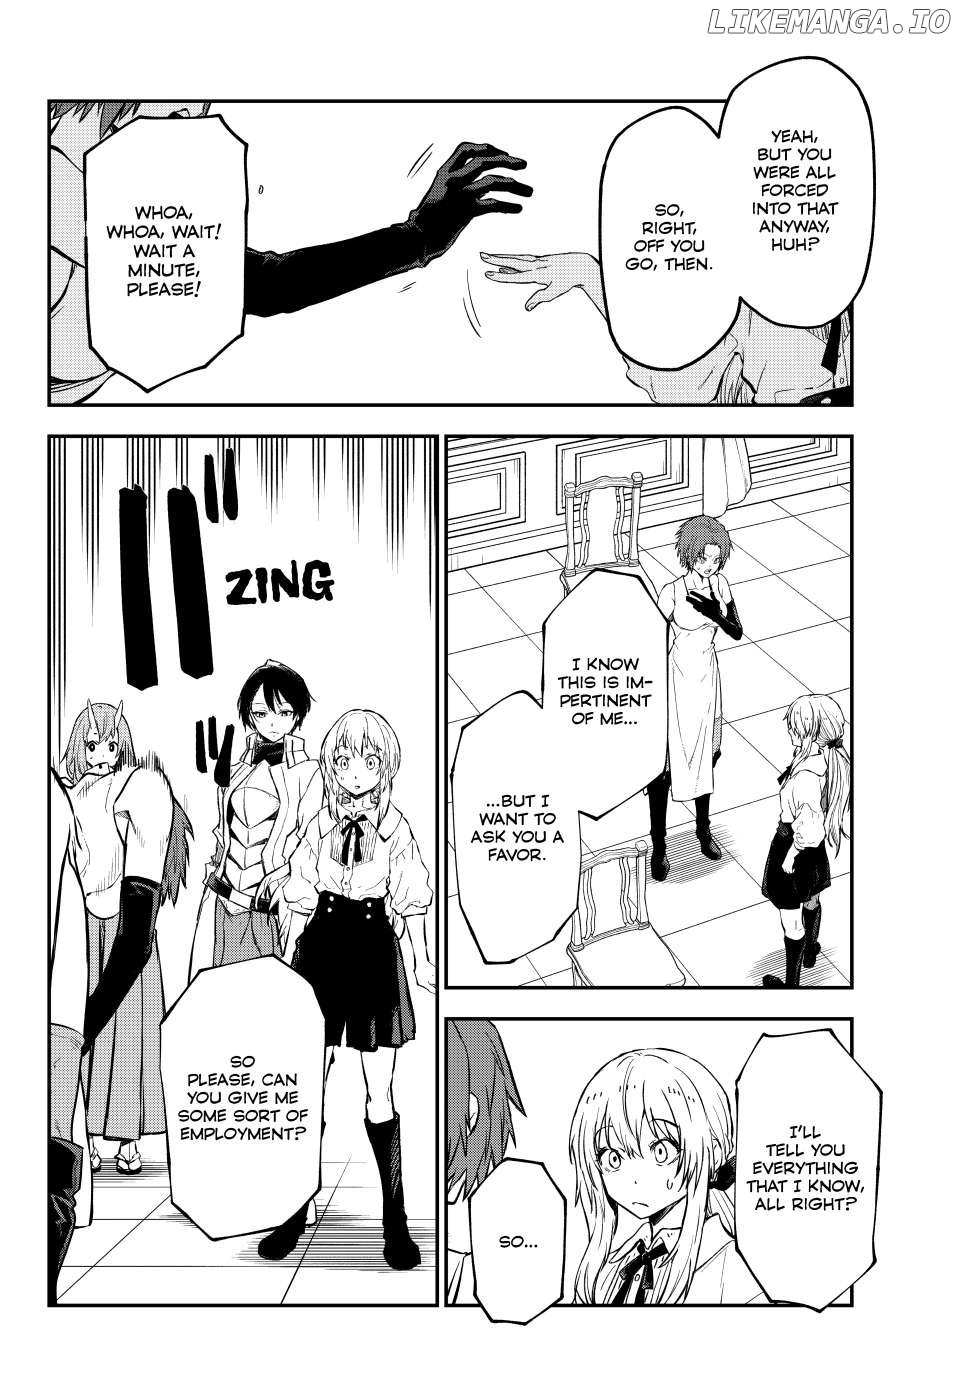 LIKEMANGA.IO
YEAH,
BUT YOU
WERE ALL
FORCED
INTO THAT
ANYWAY,
HUH?
SO,
RIGHT,
OFF YOU
GO, THEN.
WHOA,
WHOA, WAIT!
WAIT A
MINUTE,
PLEASE!
I KNOW
THIS IS IM-
PERTINENT
OF ME...
...BUT I
WANT TO
ASK YOU A
FAVOR.
I'LL
TELL YOU
EVERYTHING
THAT I KNOW,
ALL RIGHT?
SO...
ZING
SO
PLEASE, CAN
YOU GIVE ME
SOME SORT OF
EMPLOYMENT?